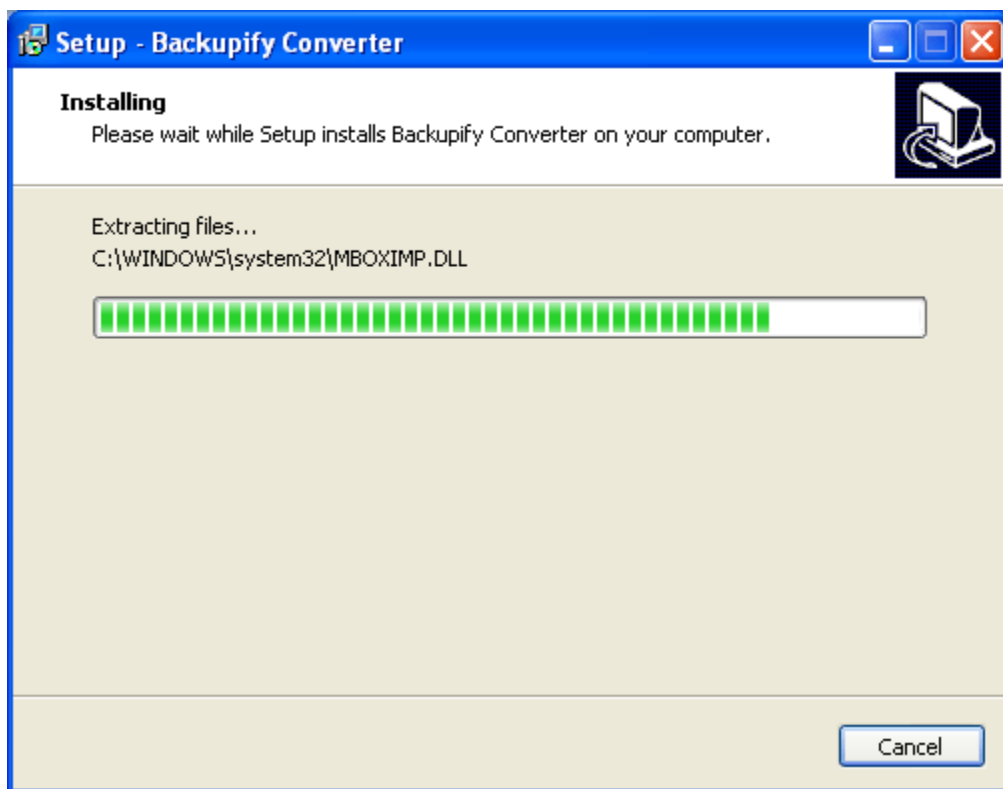 Setup - Backupify Converter
Installing
Please wait while Setup installs Backupify Converter on your computer.
Extracting files...
C:\WINDOWS\system32\MBOXIMP.DLL
Cancel